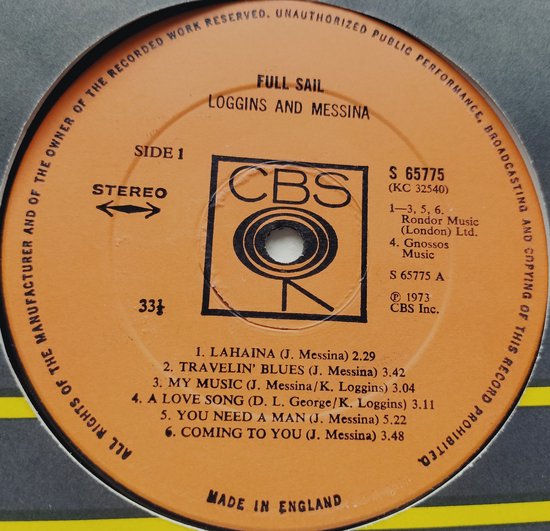 ALL RIGHTS OF THE MANUFACTURER AND OF THE OWNER OF THE RECORDED WORK RESERVED. UNAUTHORIZED PUBLIC PERFORMANCE, BROADCASTING AND COPYING OF THIS RECORD PROHIBITED.
FULL SAIL
LOGGINS AND MESSINA
SIDE 1
STEREO
33⅓
CBS
S 65775
(KC 32540)
1—3, 5, 6.
Rondor Music
(London) Ltd.
4. Gnossos
Music
S 65775 A
℗ 1973
CBS Inc.
1. LAHAINA (J. Messina) 2.29
2. TRAVELIN' BLUES (J. Messina) 3.42
3. MY MUSIC (J. Messina/K. Loggins) 3.04
4. A LOVE SONG (D. L. George/K. Loggins) 3.11
5. YOU NEED A MAN (J. Messina) 5.22
6. COMING TO YOU (J. Messina) 3.48
MADE IN ENGLAND